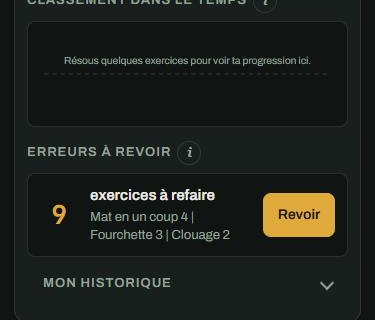 CLASSEMENT DANS LE TEMPS i
Résous quelques exercices pour voir ta progression ici.
ERREURS À REVOIR i
9
exercices à refaire
Mat en un coup 4 |
Fourchette 3 | Clouage 2
Revoir
MON HISTORIQUE